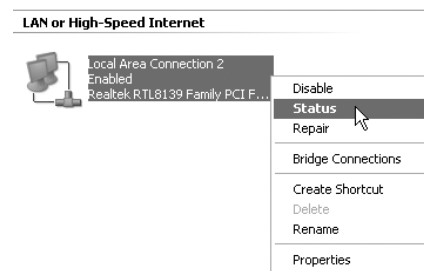 LAN or High-Speed Internet
Local Area Connection 2
Enabled
Realtek RTL8139 Family PCI F...
Disable
Status
Repair
Bridge Connections
Create Shortcut
Delete
Rename
Properties